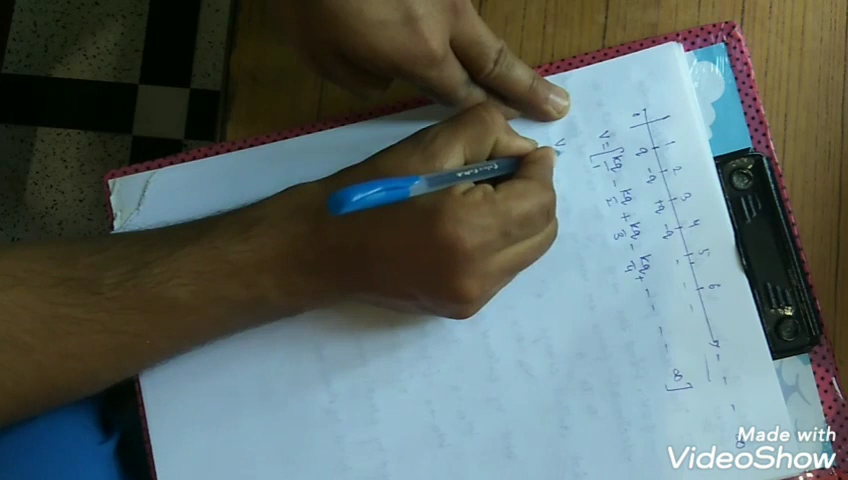 1 2 3 4 5 6 - - - ∞
0 q -q +q -q - - -
V = [kq/1 - kq/2 + kq/3 - kq/4 + - - - - ∞]
V =
Made with
VideoShow